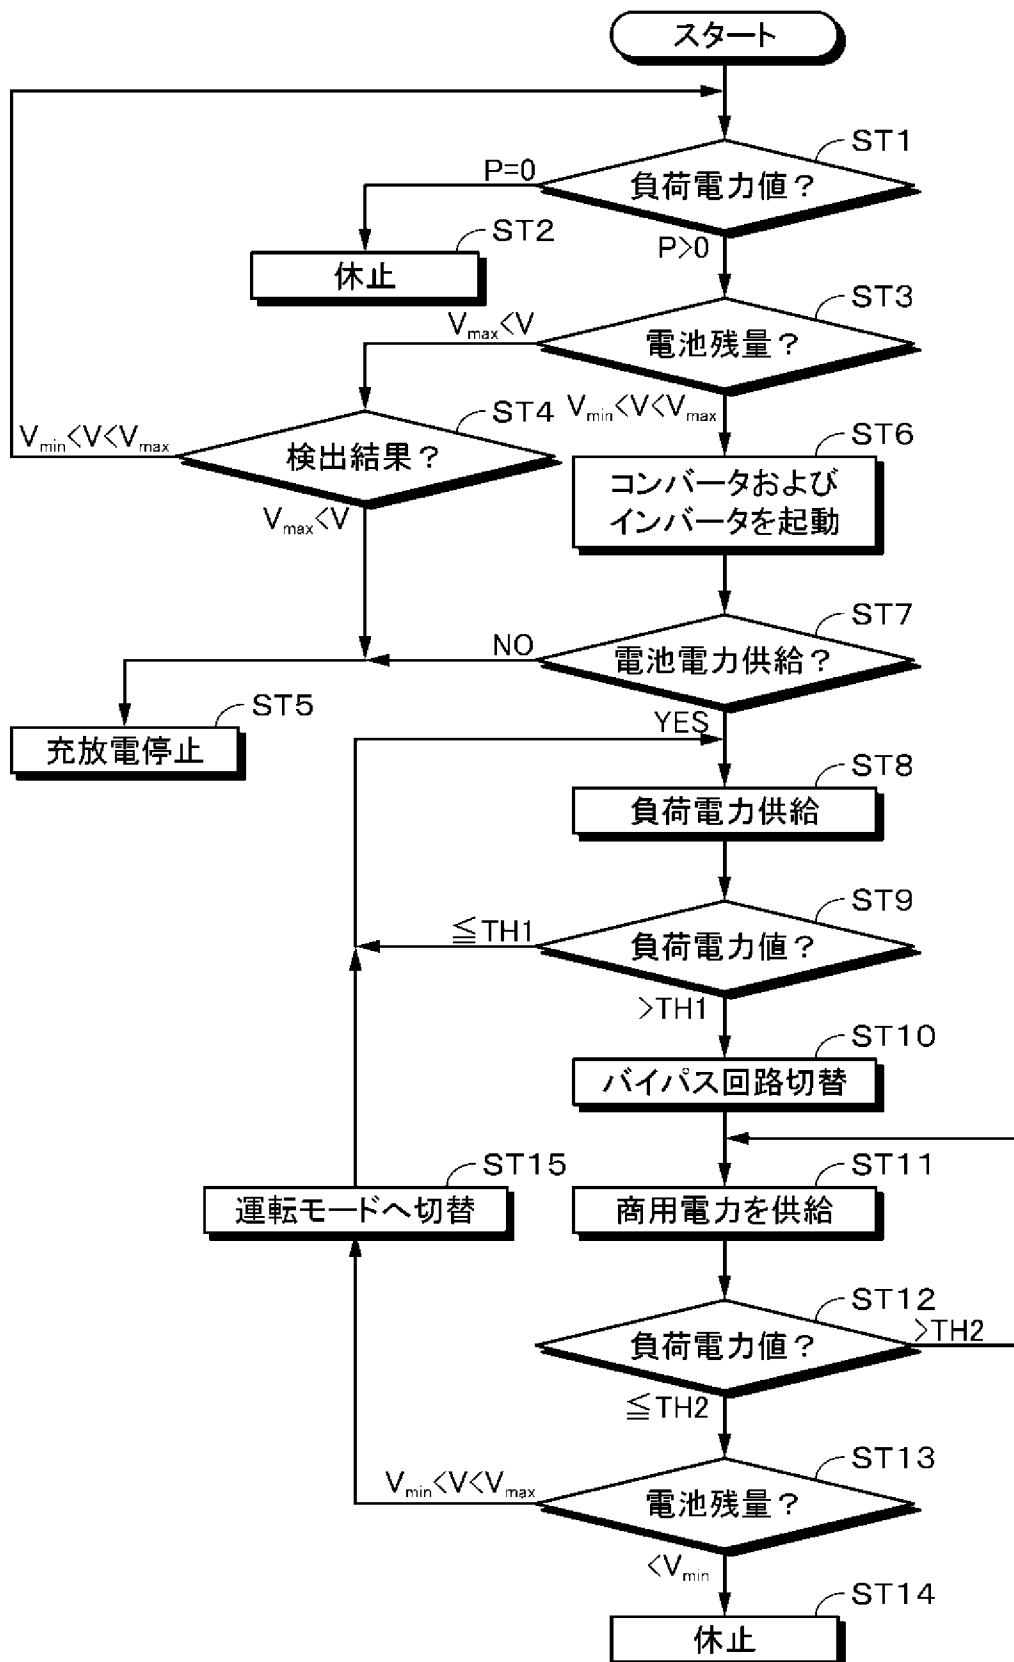 スタート
ST1
負荷電力値？
P=0
P>0
ST2
休止
ST3
電池残量？
Vmax<V
Vmin<V<Vmax
ST4
検出結果？
Vmin<V<Vmax
Vmax<V
ST6
コンバータおよび
インバータを起動
ST7
電池電力供給？
NO
YES
ST5
充放電停止
ST8
負荷電力供給
ST9
負荷電力値？
≦TH1
>TH1
ST10
バイパス回路切替
ST15
運転モードへ切替
ST11
商用電力を供給
ST12
負荷電力値？
>TH2
≦TH2
ST13
電池残量？
Vmin<V<Vmax
<Vmin
ST14
休止